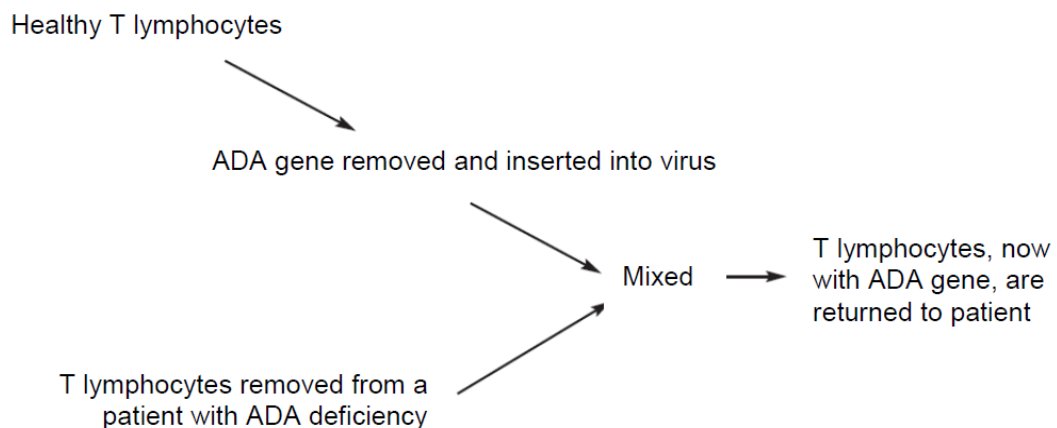 Healthy T lymphocytes
ADA gene removed and inserted into virus
Mixed
T lymphocytes, now
with ADA gene, are
returned to patient
T lymphocytes removed from a
patient with ADA deficiency